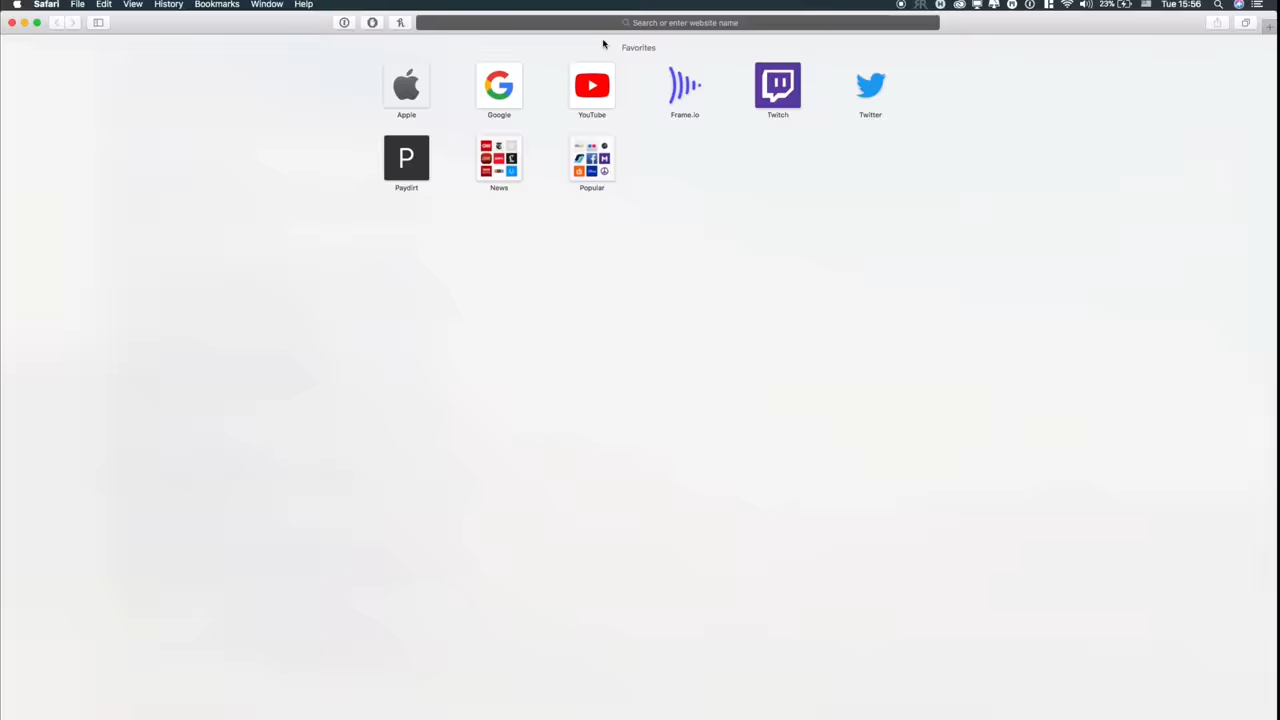 Safari File Edit View History Bookmarks Window Help 23% Tue 15:56
Search or enter website name
Favorites
Apple Google YouTube Frame.io Twitch Twitter
P
Paydirt News Popular